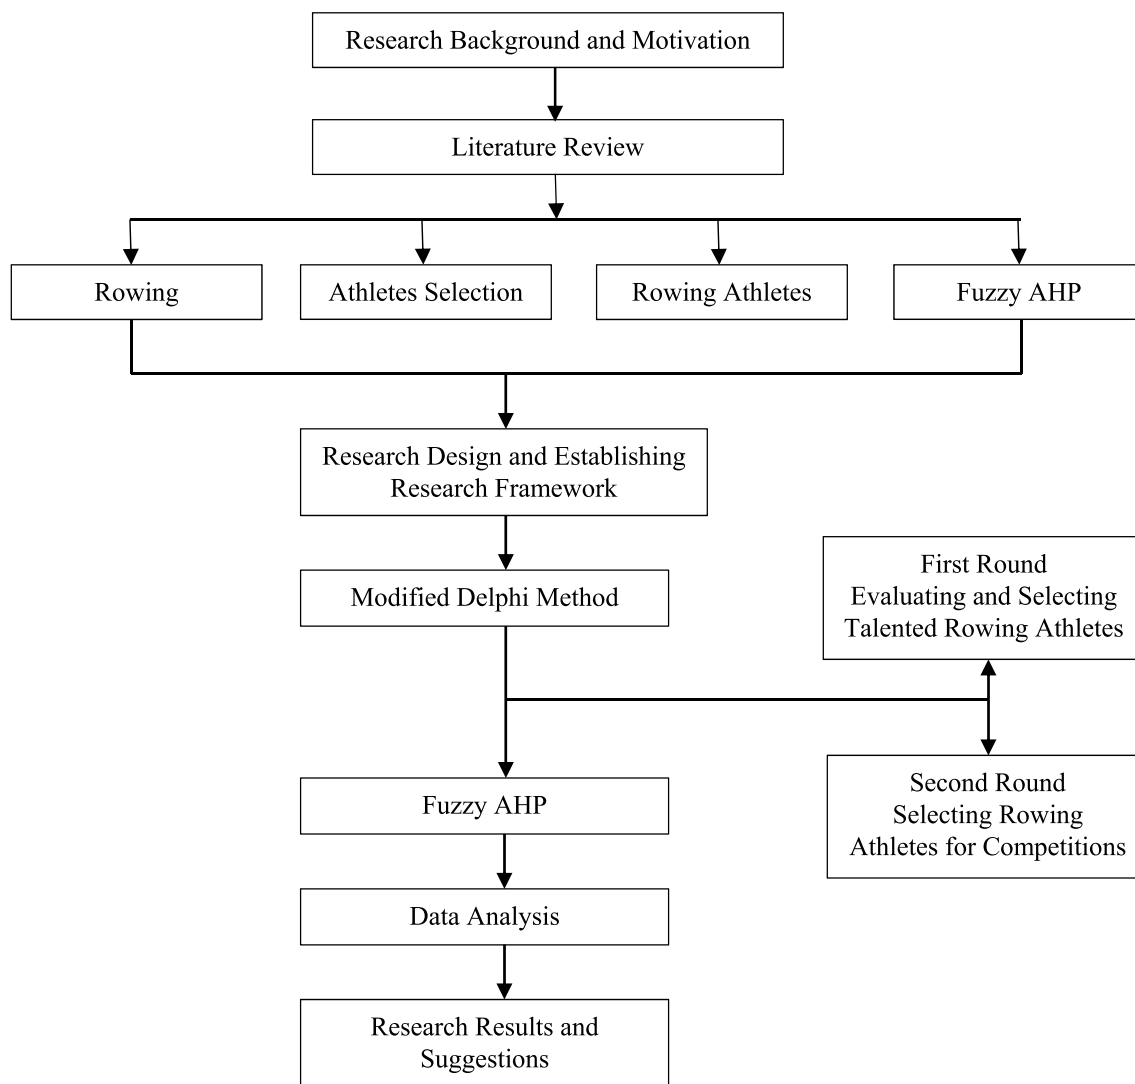 Research Background and Motivation
Literature Review
Rowing
Athletes Selection
Rowing Athletes
Fuzzy AHP
Research Design and Establishing
Research Framework
Modified Delphi Method
First Round
Evaluating and Selecting
Talented Rowing Athletes
Second Round
Selecting Rowing
Athletes for Competitions
Fuzzy AHP
Data Analysis
Research Results and
Suggestions